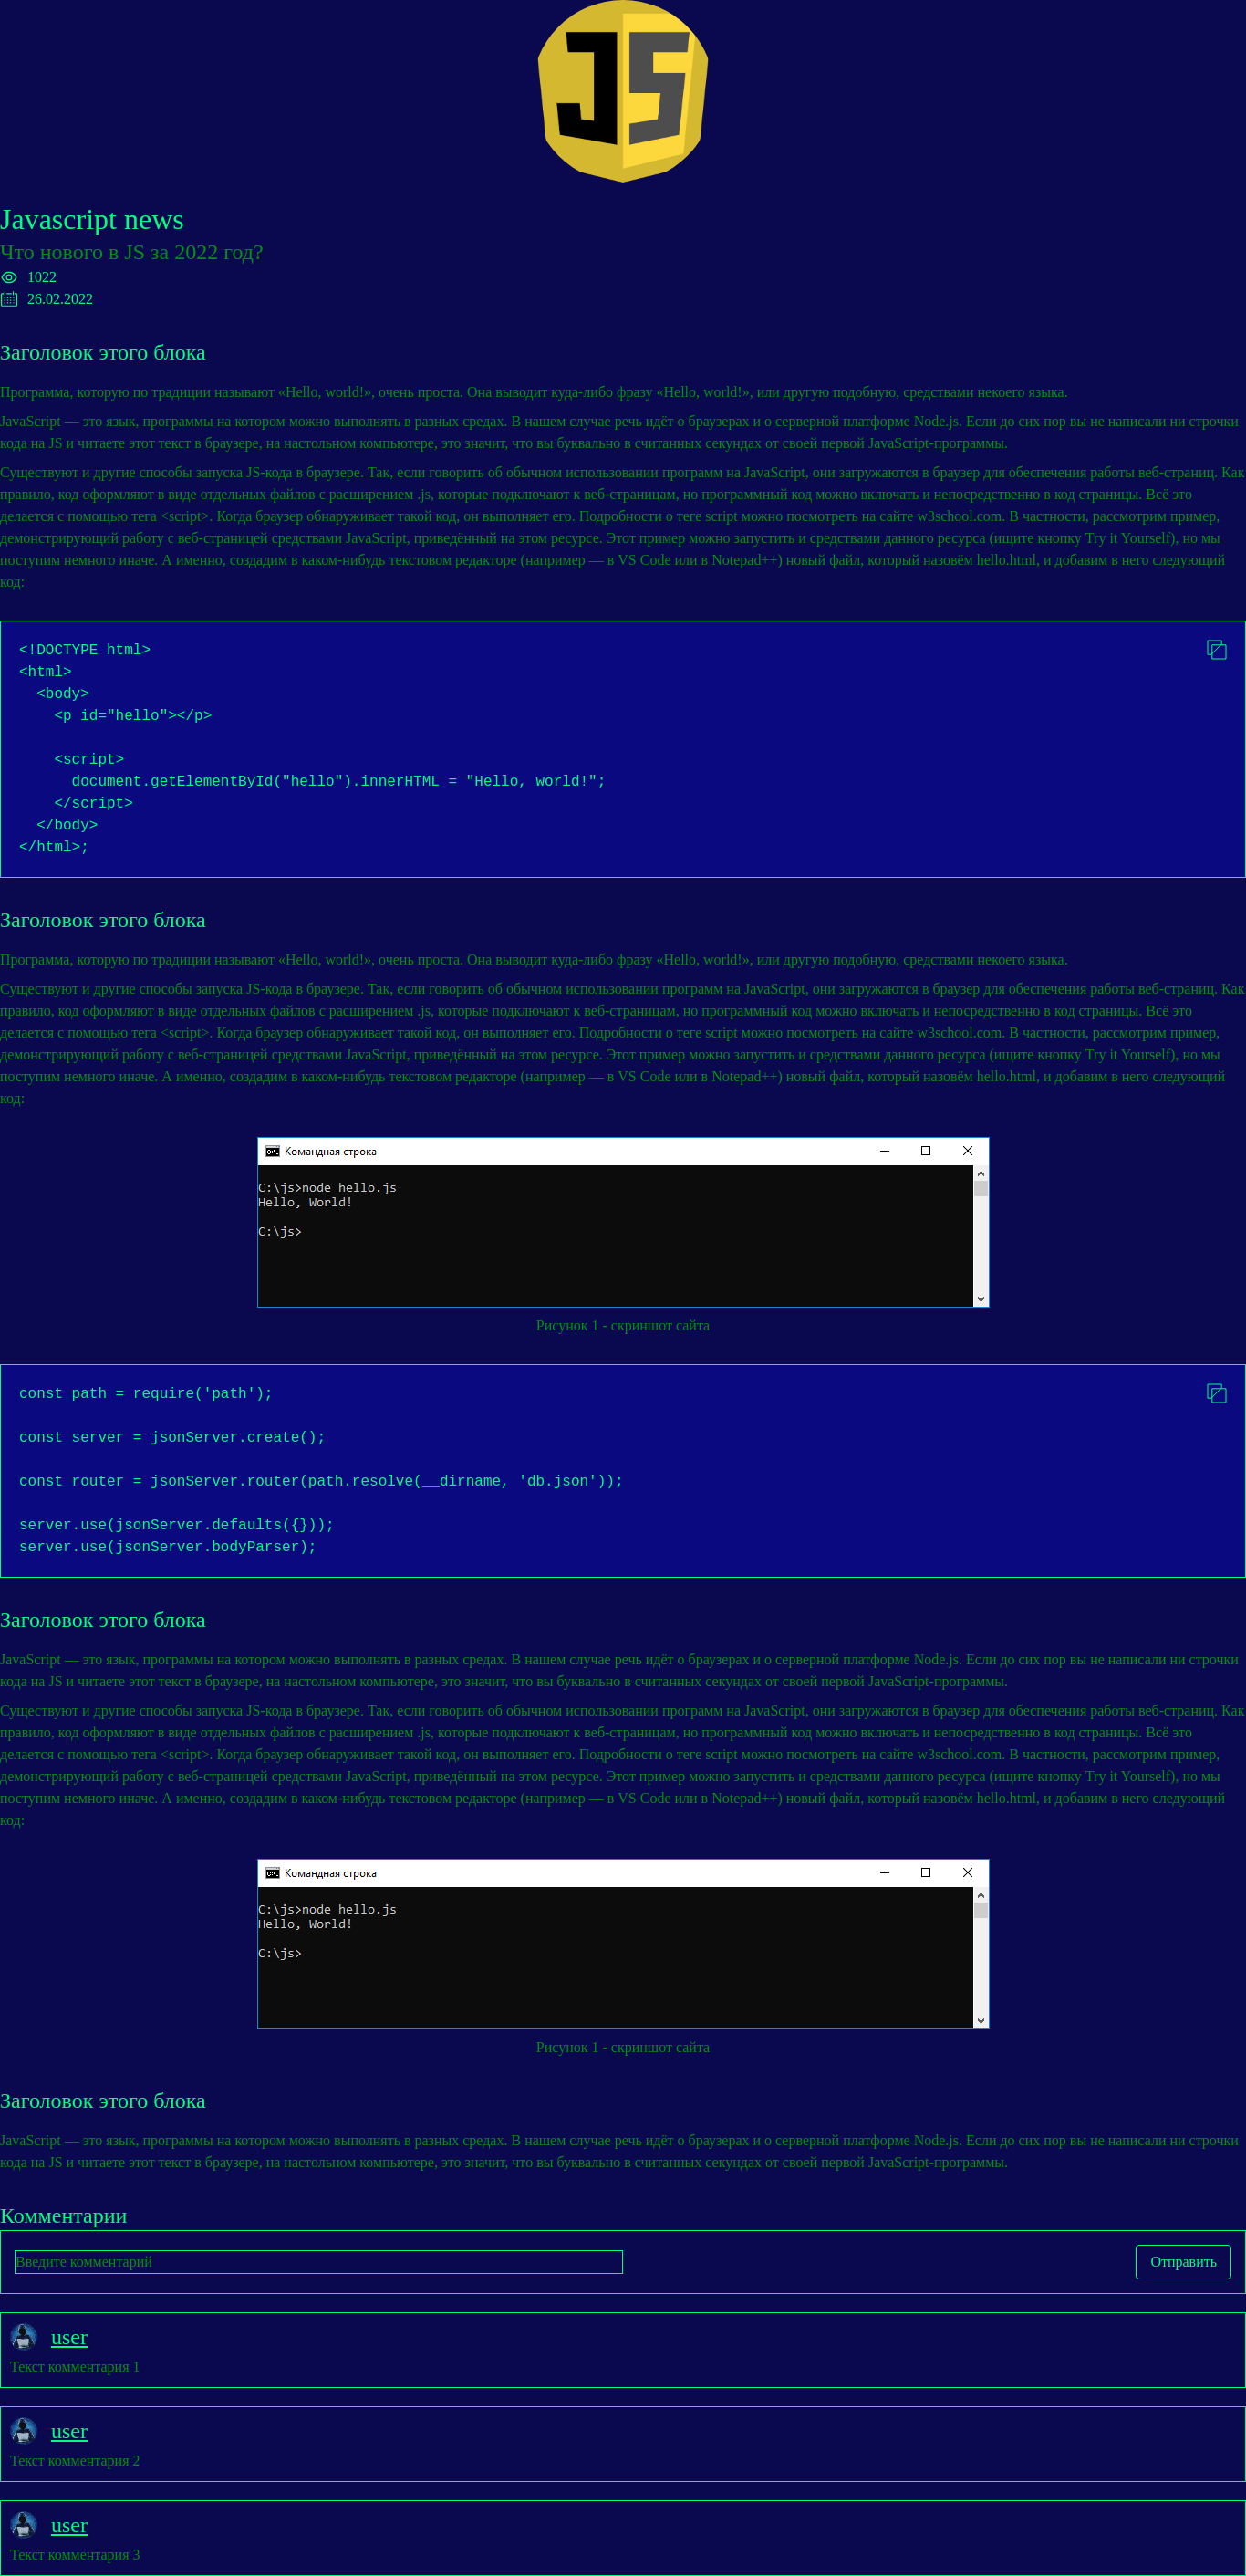 JS
Javascript news
Что нового в JS за 2022 год?
1022
26.02.2022
Заголовок этого блока
Программа, которую по традиции называют «Hello, world!», очень проста. Она выводит куда-либо фразу «Hello, world!», или другую подобную, средствами некоего языка.
JavaScript — это язык, программы на котором можно выполнять в разных средах. В нашем случае речь идёт о браузерах и о серверной платформе Node.js. Если до сих пор вы не написали ни строчки
кода на JS и читаете этот текст в браузере, на настольном компьютере, это значит, что вы буквально в считанных секундах от своей первой JavaScript-программы.
Существуют и другие способы запуска JS-кода в браузере. Так, если говорить об обычном использовании программ на JavaScript, они загружаются в браузер для обеспечения работы веб-страниц. Как
правило, код оформляют в виде отдельных файлов с расширением .js, которые подключают к веб-страницам, но программный код можно включать и непосредственно в код страницы. Всё это
делается с помощью тега <script>. Когда браузер обнаруживает такой код, он выполняет его. Подробности о теге script можно посмотреть на сайте w3school.com. В частности, рассмотрим пример,
демонстрирующий работу с веб-страницей средствами JavaScript, приведённый на этом ресурсе. Этот пример можно запустить и средствами данного ресурса (ищите кнопку Try it Yourself), но мы
поступим немного иначе. А именно, создадим в каком-нибудь текстовом редакторе (например — в VS Code или в Notepad++) новый файл, который назовём hello.html, и добавим в него следующий
код:
<!DOCTYPE html>
<html>
  <body>
    <p id="hello"></p>
    <script>
      document.getElementById("hello").innerHTML = "Hello, world!";
    </script>
  </body>
</html>;
Заголовок этого блока
Программа, которую по традиции называют «Hello, world!», очень проста. Она выводит куда-либо фразу «Hello, world!», или другую подобную, средствами некоего языка.
Существуют и другие способы запуска JS-кода в браузере. Так, если говорить об обычном использовании программ на JavaScript, они загружаются в браузер для обеспечения работы веб-страниц. Как
правило, код оформляют в виде отдельных файлов с расширением .js, которые подключают к веб-страницам, но программный код можно включать и непосредственно в код страницы. Всё это
делается с помощью тега <script>. Когда браузер обнаруживает такой код, он выполняет его. Подробности о теге script можно посмотреть на сайте w3school.com. В частности, рассмотрим пример,
демонстрирующий работу с веб-страницей средствами JavaScript, приведённый на этом ресурсе. Этот пример можно запустить и средствами данного ресурса (ищите кнопку Try it Yourself), но мы
поступим немного иначе. А именно, создадим в каком-нибудь текстовом редакторе (например — в VS Code или в Notepad++) новый файл, который назовём hello.html, и добавим в него следующий
код:
Командная строка
C:\js>node hello.js
Hello, World!
C:\js>
Рисунок 1 - скриншот сайта
const path = require('path');
const server = jsonServer.create();
const router = jsonServer.router(path.resolve(__dirname, 'db.json'));
server.use(jsonServer.defaults({}));
server.use(jsonServer.bodyParser);
Заголовок этого блока
JavaScript — это язык, программы на котором можно выполнять в разных средах. В нашем случае речь идёт о браузерах и о серверной платформе Node.js. Если до сих пор вы не написали ни строчки
кода на JS и читаете этот текст в браузере, на настольном компьютере, это значит, что вы буквально в считанных секундах от своей первой JavaScript-программы.
Существуют и другие способы запуска JS-кода в браузере. Так, если говорить об обычном использовании программ на JavaScript, они загружаются в браузер для обеспечения работы веб-страниц. Как
правило, код оформляют в виде отдельных файлов с расширением .js, которые подключают к веб-страницам, но программный код можно включать и непосредственно в код страницы. Всё это
делается с помощью тега <script>. Когда браузер обнаруживает такой код, он выполняет его. Подробности о теге script можно посмотреть на сайте w3school.com. В частности, рассмотрим пример,
демонстрирующий работу с веб-страницей средствами JavaScript, приведённый на этом ресурсе. Этот пример можно запустить и средствами данного ресурса (ищите кнопку Try it Yourself), но мы
поступим немного иначе. А именно, создадим в каком-нибудь текстовом редакторе (например — в VS Code или в Notepad++) новый файл, который назовём hello.html, и добавим в него следующий
код:
Командная строка
C:\js>node hello.js
Hello, World!
C:\js>
Рисунок 1 - скриншот сайта
Заголовок этого блока
JavaScript — это язык, программы на котором можно выполнять в разных средах. В нашем случае речь идёт о браузерах и о серверной платформе Node.js. Если до сих пор вы не написали ни строчки
кода на JS и читаете этот текст в браузере, на настольном компьютере, это значит, что вы буквально в считанных секундах от своей первой JavaScript-программы.
Комментарии
Введите комментарий
Отправить
user
Текст комментария 1
user
Текст комментария 2
user
Текст комментария 3